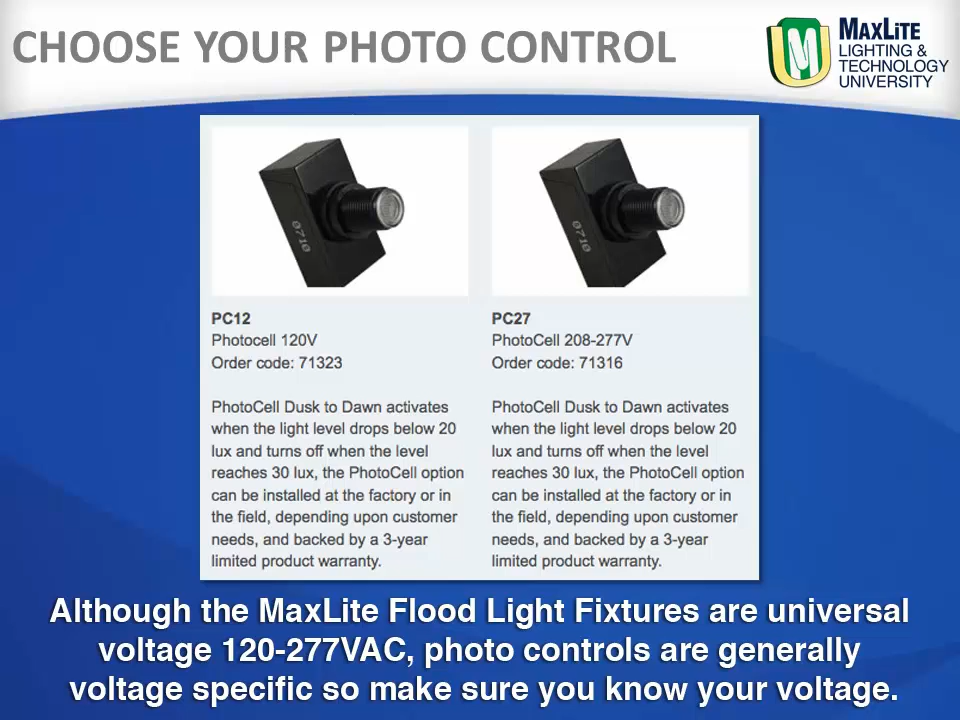 CHOOSE YOUR PHOTO CONTROL
MAXLITE
LIGHTING &
TECHNOLOGY
UNIVERSITY
0710
0710
PC12
Photocell 120V
Order code: 71323
PhotoCell Dusk to Dawn activates
when the light level drops below 20
lux and turns off when the level
reaches 30 lux, the PhotoCell option
can be installed at the factory or in
the field, depending upon customer
needs, and backed by a 3-year
limited product warranty.
PC27
PhotoCell 208-277V
Order code: 71316
PhotoCell Dusk to Dawn activates
when the light level drops below 20
lux and turns off when the level
reaches 30 lux, the PhotoCell option
can be installed at the factory or in
the field, depending upon customer
needs, and backed by a 3-year
limited product warranty.
Although the MaxLite Flood Light Fixtures are universal
voltage 120-277VAC, photo controls are generally
voltage specific so make sure you know your voltage.